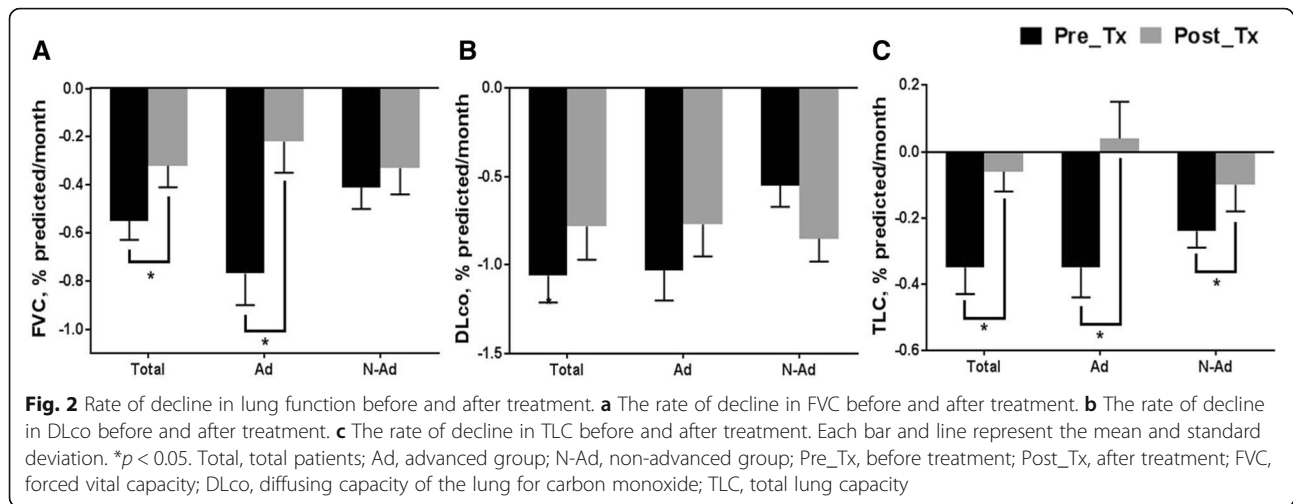 ■ Pre_Tx ■ Post_Tx
A
FVC, % predicted/month
0.0
-0.2
-0.4
-0.6
-0.8
-1.0
*
*
Total Ad N-Ad
B
DLco, % predicted/month
0.0
-0.5
-1.0
-1.5
*
Total Ad N-Ad
C
TLC, % predicted/month
0.2
0.0
-0.2
-0.4
-0.6
*
*
*
Total Ad N-Ad
Fig. 2 Rate of decline in lung function before and after treatment. a The rate of decline in FVC before and after treatment. b The rate of decline
in DLco before and after treatment. c The rate of decline in TLC before and after treatment. Each bar and line represent the mean and standard
deviation. *p < 0.05. Total, total patients; Ad, advanced group; N-Ad, non-advanced group; Pre_Tx, before treatment; Post_Tx, after treatment; FVC,
forced vital capacity; DLco, diffusing capacity of the lung for carbon monoxide; TLC, total lung capacity